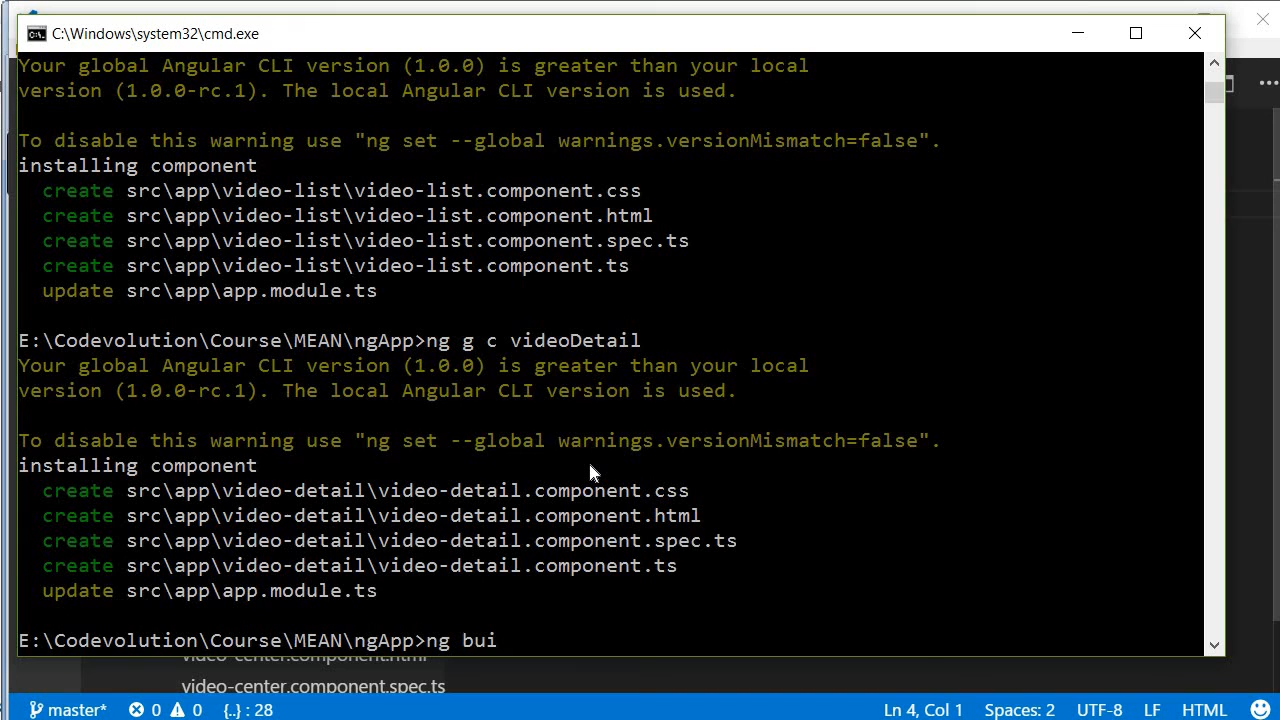 C:\Windows\system32\cmd.exe
Your global Angular CLI version (1.0.0) is greater than your local
version (1.0.0-rc.1). The local Angular CLI version is used.
To disable this warning use "ng set --global warnings.versionMismatch=false".
installing component
  create src\app\video-list\video-list.component.css
  create src\app\video-list\video-list.component.html
  create src\app\video-list\video-list.component.spec.ts
  create src\app\video-list\video-list.component.ts
  update src\app\app.module.ts
E:\Codevolution\Course\MEAN\ngApp>ng g c videoDetail
Your global Angular CLI version (1.0.0) is greater than your local
version (1.0.0-rc.1). The local Angular CLI version is used.
To disable this warning use "ng set --global warnings.versionMismatch=false".
installing component
  create src\app\video-detail\video-detail.component.css
  create src\app\video-detail\video-detail.component.html
  create src\app\video-detail\video-detail.component.spec.ts
  create src\app\video-detail\video-detail.component.ts
  update src\app\app.module.ts
E:\Codevolution\Course\MEAN\ngApp>ng bui
video-center.component.html
video-center.component.spec.ts
master* 0 0 {..} : 28 Ln 4, Col 1 Spaces: 2 UTF-8 LF HTML